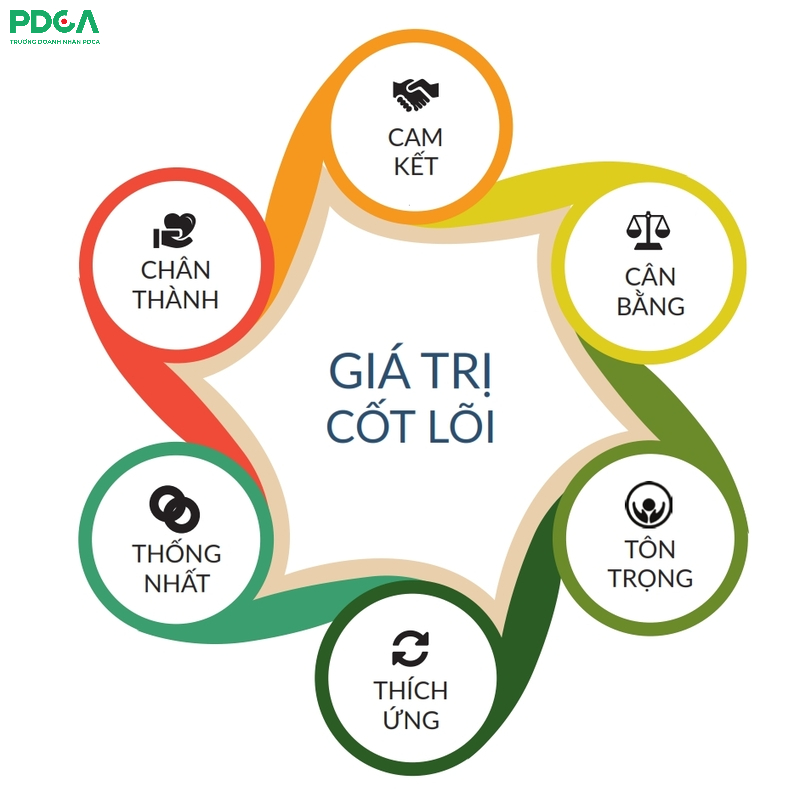 PDCA
TRƯỜNG DOANH NHÂN PDCA
CAM
KẾT
CHÂN
THÀNH
CÂN
BẰNG
GIÁ TRỊ
CỐT LÕI
THỐNG
NHẤT
TÔN
TRỌNG
THÍCH
ỨNG